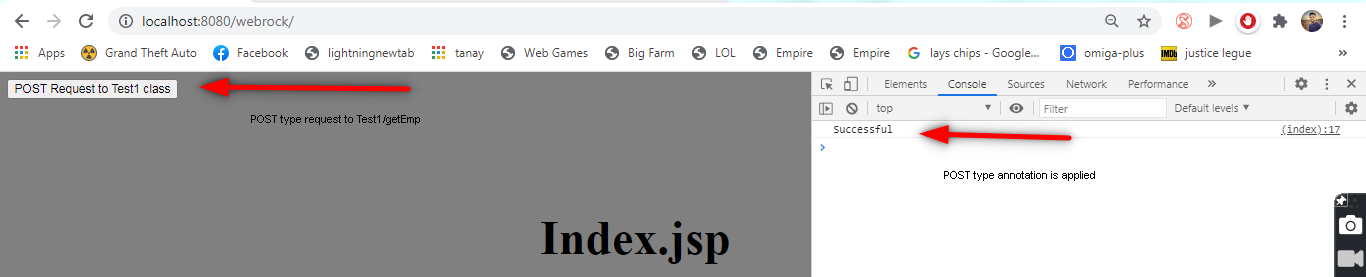 localhost:8080/webrock/
Apps Grand Theft Auto Facebook lightningnewtab tanay Web Games Big Farm LOL Empire Empire lays chips - Google... omiga-plus IMDb justice legue »
POST Request to Test1 class
POST type request to Test1/getEmp
Index.jsp
Elements Console Sources Network Performance »
top Filter Default levels
Successful (index):17
POST type annotation is applied